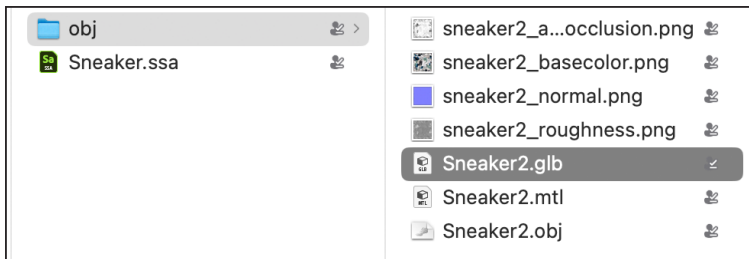 obj
Sa
SSA
Sneaker.ssa
sneaker2_a...occlusion.png
sneaker2_basecolor.png
sneaker2_normal.png
sneaker2_roughness.png
GLB
Sneaker2.glb
MTL
Sneaker2.mtl
Sneaker2.obj